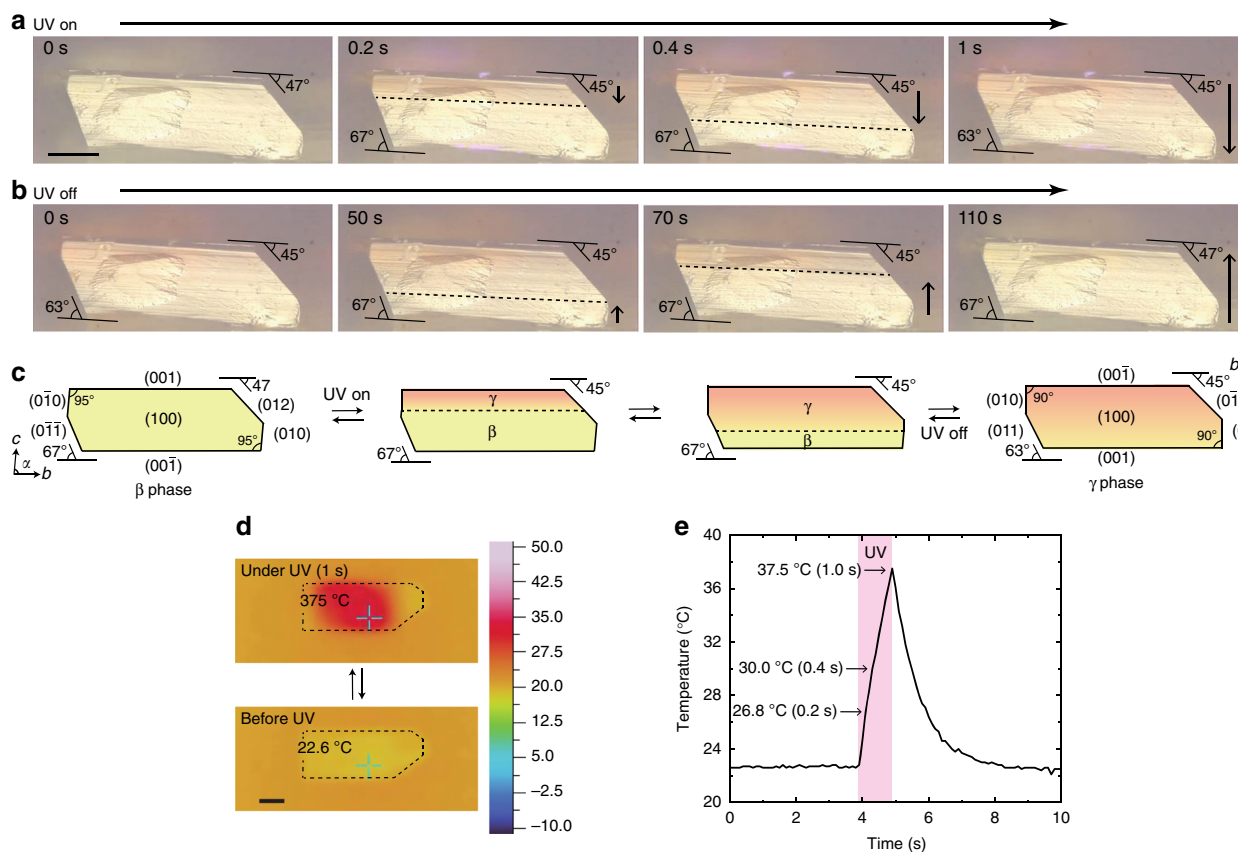 a UV on
0 s 0.2 s 0.4 s 1 s
47° 45° 45° 45°
67° 67° 63°
b UV off
0 s 50 s 70 s 110 s
45° 45° 45° 47°
63° 67° 67° 67°
c
(001) 47 (01̄0) 95° (012) (100) (01̄1̄) 95° (010) 67° (001̄) c α b β phase
UV on
45° γ β 67°
45° γ β 67°
UV off
b (001̄) 45° (010) 90° (01̄ (100) (011) 90° ( 63° (001) γ phase
d
Under UV (1 s)
375 °C
Before UV
22.6 °C
50.0
42.5
35.0
27.5
20.0
12.5
5.0
−2.5
−10.0
e
40
36
32
28
24
20
Temperature (°C)
UV
37.5 °C (1.0 s)
30.0 °C (0.4 s)
26.8 °C (0.2 s)
0 2 4 6 8 10
Time (s)